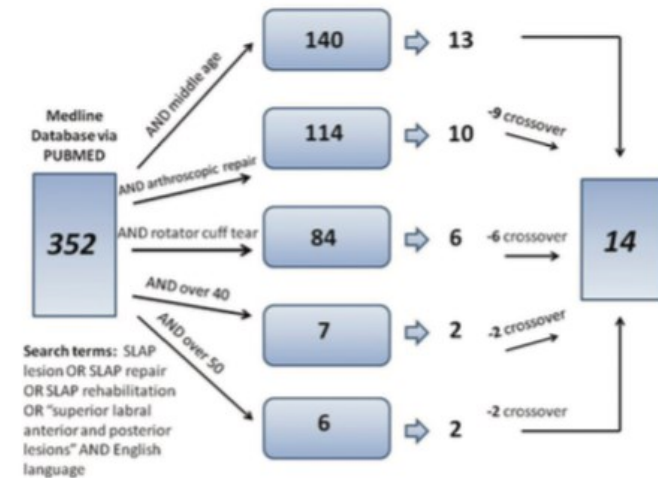 140
13
AND middle age
Medline
Database via
PUBMED
114
10
-9 crossover
AND arthroscopic repair
352
AND rotator cuff tear
84
6
-6 crossover
14
AND over 40
7
2
-2 crossover
AND over 50
6
2
-2 crossover
Search terms: SLAP
lesion OR SLAP repair
OR SLAP rehabilitation
OR "superior labral
anterior and posterior
lesions" AND English
language